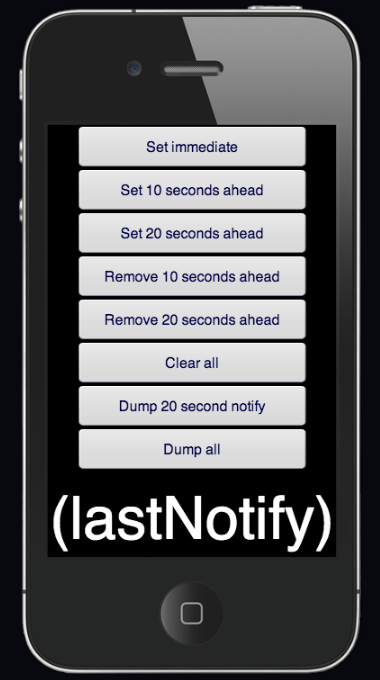 Set immediate
Set 10 seconds ahead
Set 20 seconds ahead
Remove 10 seconds ahead
Remove 20 seconds ahead
Clear all
Dump 20 second notify
Dump all
(lastNotify)